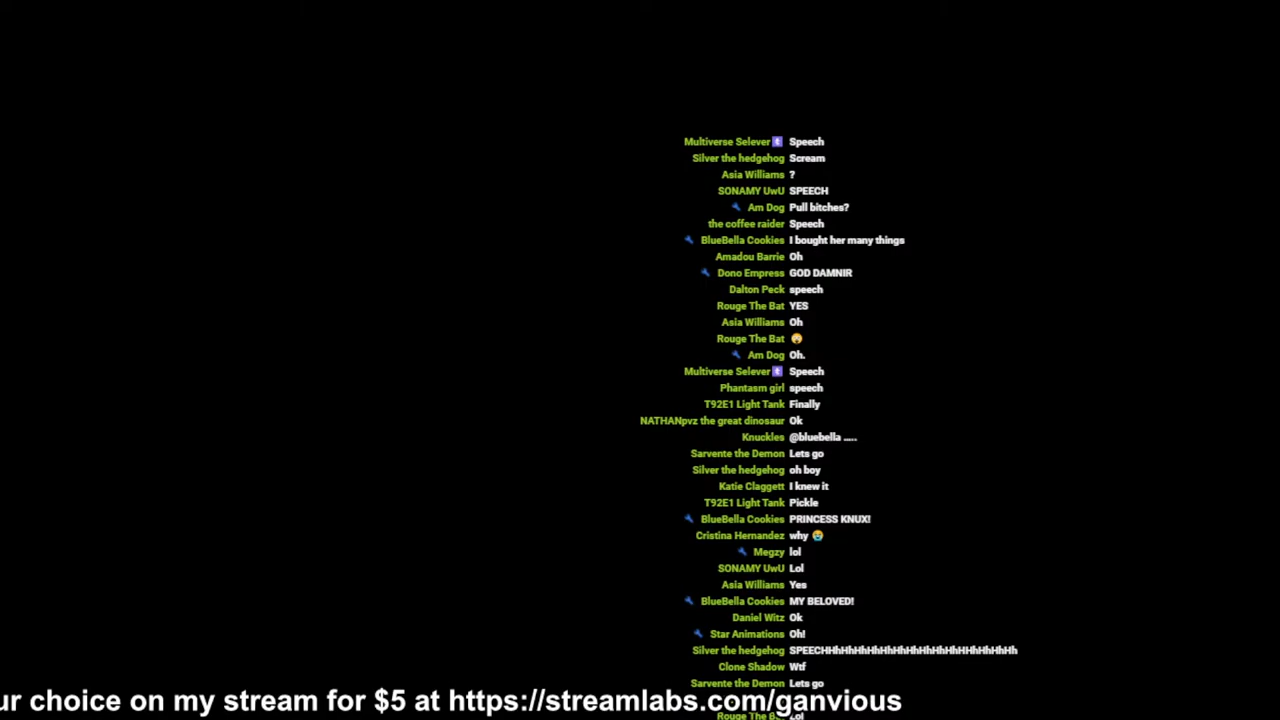 Multiverse Selever Speech
Silver the hedgehog Scream
Asia Williams ?
SONAMY UwU SPEECH
Am Dog Pull bitches?
the coffee raider Speech
BlueBella Cookies I bought her many things
Amadou Barrie Oh
Dono Empress GOD DAMNIR
Dalton Peck speech
Rouge The Bat YES
Asia Williams Oh
Rouge The Bat 😱
Am Dog Oh.
Multiverse Selever Speech
Phantasm girl speech
T92E1 Light Tank Finally
NATHANpvz the great dinosaur Ok
Knuckles @bluebella .....
Sarvente the Demon Lets go
Silver the hedgehog oh boy
Katie Claggett I knew it
T92E1 Light Tank Pickle
BlueBella Cookies PRINCESS KNUX!
Cristina Hernandez why 😭
Megzy lol
SONAMY UwU Lol
Asia Williams Yes
BlueBella Cookies MY BELOVED!
Daniel Witz Ok
Star Animations Oh!
Silver the hedgehog SPEECHHhHhHhHhHhHhHhHhHhHhHhHhHhHh
Clone Shadow Wtf
Sarvente the Demon Lets go
ur choice on my stream for $5 at https://streamlabs.com/ganvious
Rouge The Lol